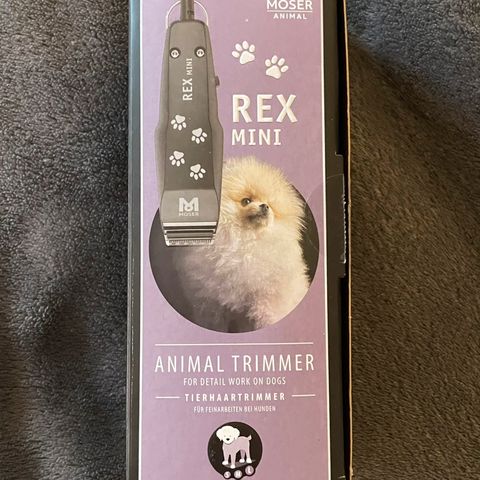 MOSER
ANIMAL
REX MINI
REX
MINI
MOSER
ANIMAL TRIMMER
FOR DETAIL WORK ON DOGS
TIERHAARTRIMMER
FÜR FEINARBEITEN BEI HUNDEN
S M L